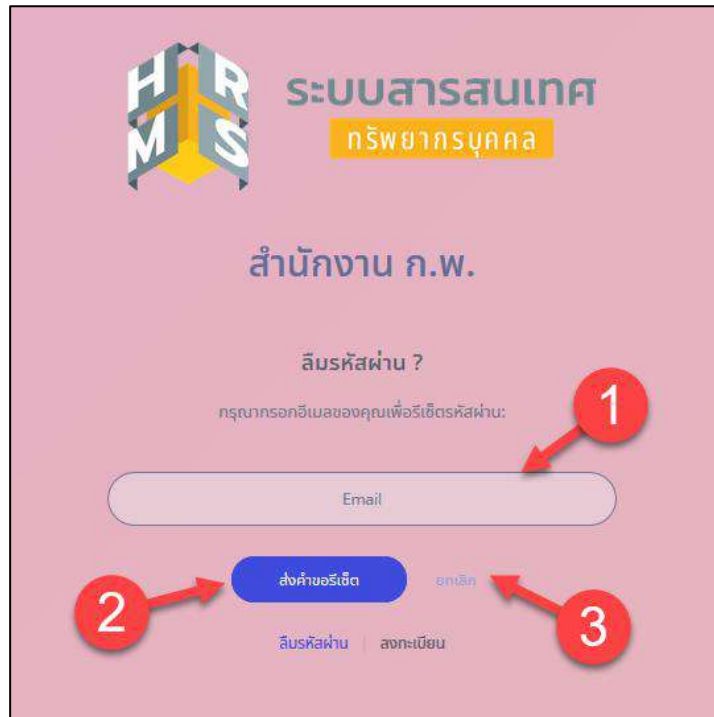 HR
MS
ระบบสารสนเทศ
ทรัพยากรบุคคล
สำนักงาน ก.พ.
ลืมรหัสผ่าน ?
กรุณากรอกอีเมลของคุณเพื่อรีเซ็ตรหัสผ่าน:
1
Email
ส่งคำขอรีเซ็ต ยกเลิก
2
3
ลืมรหัสผ่าน | ลงทะเบียน